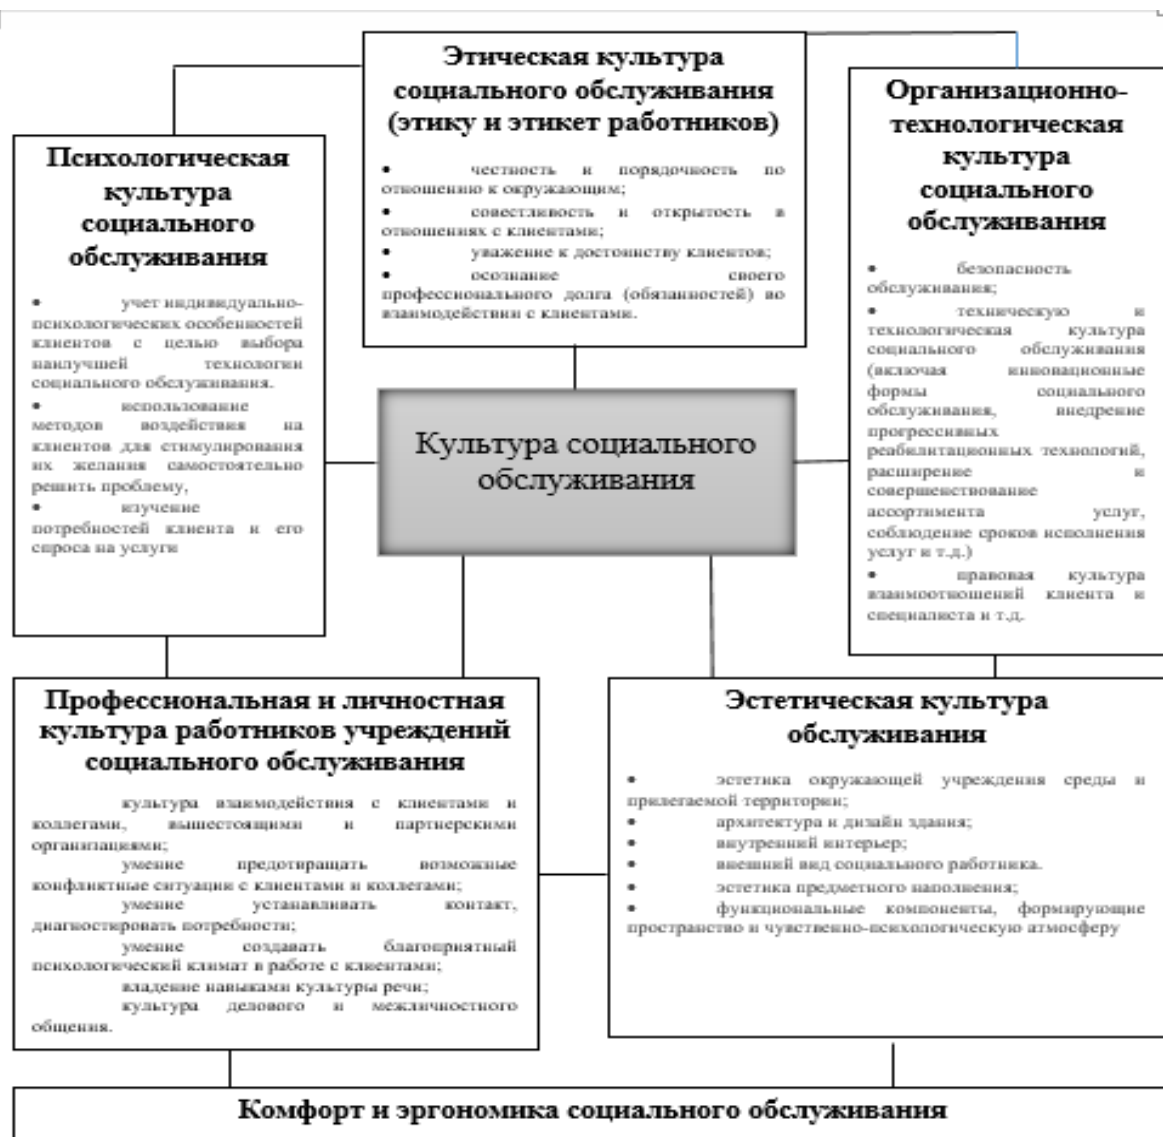 Этическая культура
социального обслуживания
(этику и этикет работников)
• честность и порядочность по
отношению к окружающим;
• совестливость и открытость в
отношениях с клиентами;
• уважение к достоинству клиентов;
• осознание своего
профессионального долга (обязанностей) во
взаимодействии с клиентами.
Психологическая
культура
социального
обслуживания
• учет индивидуально-
психологических особенностей
клиентов с целью выбора
наилучшей технологии
социального обслуживания.
• использование
методов воздействия на
клиентов для стимулирования
их желания самостоятельно
решить проблему,
• изучение
потребностей клиента и его
спроса на услуги
Организационно-
технологическая
культура
социального
обслуживания
• безопасность
обслуживания;
• техническую и
технологическая культура
социального обслуживания
(включая инновационные
формы социального
обслуживания, внедрение
прогрессивных
реабилитационных технологий,
расширение и
совершенствование
ассортимента услуг,
соблюдение сроков исполнения
услуг и т.д.)
• правовая культура
взаимоотношений клиента и
специалиста и т.д.
Культура социального
обслуживания
Профессиональная и личностная
культура работников учреждений
социального обслуживания
культура взаимодействия с клиентами и
коллегами, вышестоящими и партнерскими
организациями;
умение предотвращать возможные
конфликтные ситуации с клиентами и коллегами;
умение устанавливать контакт,
диагностировать потребности;
умение создавать благоприятный
психологический климат в работе с клиентами;
владение навыками культуры речи;
культура делового и межличностного
общения.
Эстетическая культура
обслуживания
• эстетика окружающей учреждения среды и
прилегаемой территории;
• архитектура и дизайн здания;
• внутренний интерьер;
• внешний вид социального работника.
• эстетика предметного наполнения;
• функциональные компоненты, формирующие
пространство и чувственно-психологическую атмосферу
Комфорт и эргономика социального обслуживания